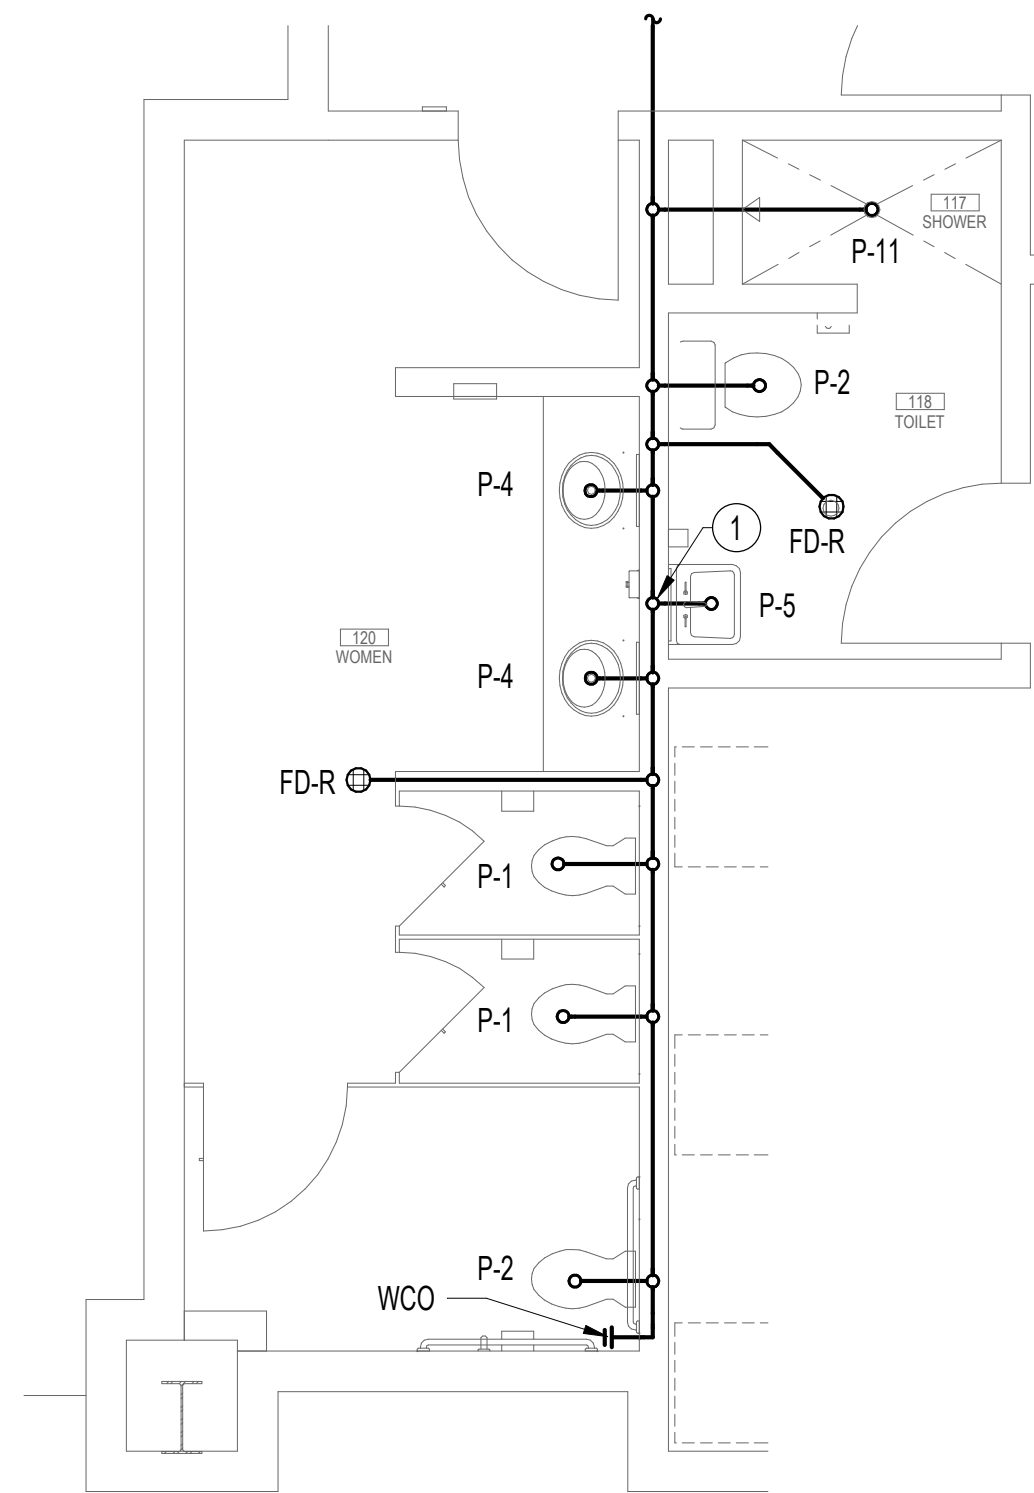 117
SHOWER
P-11
P-2
118
TOILET
P-4
1
FD-R
P-5
120
WOMEN
P-4
FD-R
P-1
P-1
P-2
WCO